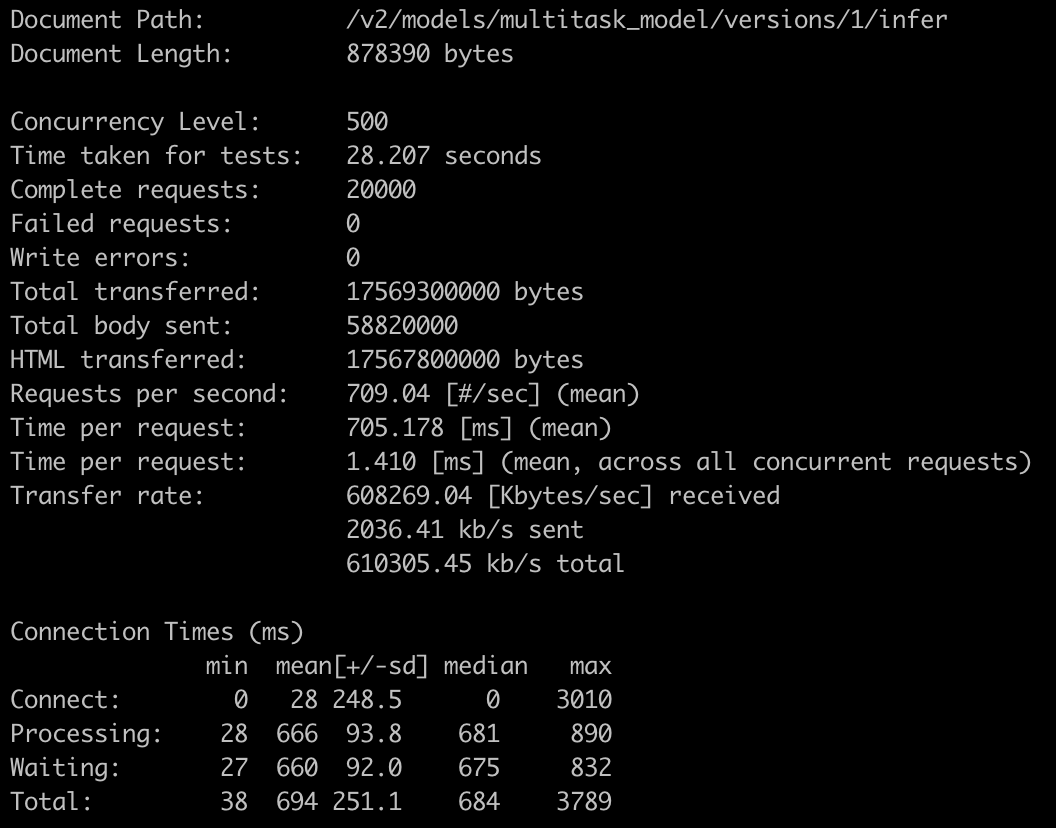 Document Path:          /v2/models/multitask_model/versions/1/infer
Document Length:        878390 bytes

Concurrency Level:      500
Time taken for tests:   28.207 seconds
Complete requests:      20000
Failed requests:        0
Write errors:           0
Total transferred:      17569300000 bytes
Total body sent:        58820000
HTML transferred:       17567800000 bytes
Requests per second:    709.04 [#/sec] (mean)
Time per request:       705.178 [ms] (mean)
Time per request:       1.410 [ms] (mean, across all concurrent requests)
Transfer rate:          608269.04 [Kbytes/sec] received
                        2036.41 kb/s sent
                        610305.45 kb/s total

Connection Times (ms)
              min  mean[+/-sd] median   max
Connect:        0   28 248.5      0    3010
Processing:    28  666  93.8    681     890
Waiting:       27  660  92.0    675     832
Total:         38  694 251.1    684    3789